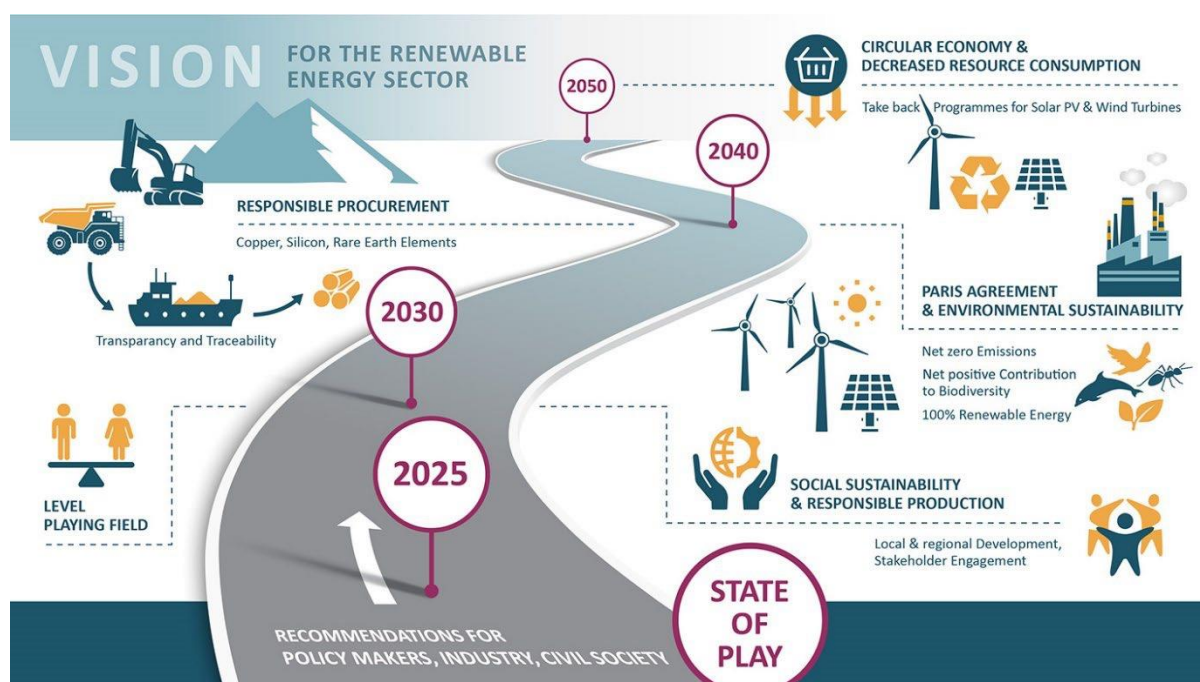 VISION
FOR THE RENEWABLE
ENERGY SECTOR
2050
CIRCULAR ECONOMY &
DECREASED RESOURCE CONSUMPTION
Take back Programmes for Solar PV & Wind Turbines
2040
RESPONSIBLE PROCUREMENT
Copper, Silicon, Rare Earth Elements
Transparancy and Traceability
2030
PARIS AGREEMENT
& ENVIRONMENTAL SUSTAINABILITY
Net zero Emissions
Net positive Contribution
to Biodiversity
100% Renewable Energy
LEVEL
PLAYING FIELD
2025
SOCIAL SUSTAINABILITY
& RESPONSIBLE PRODUCTION
Local & regional Development,
Stakeholder Engagement
STATE
OF
PLAY
RECOMMENDATIONS FOR
POLICY MAKERS, INDUSTRY, CIVIL SOCIETY